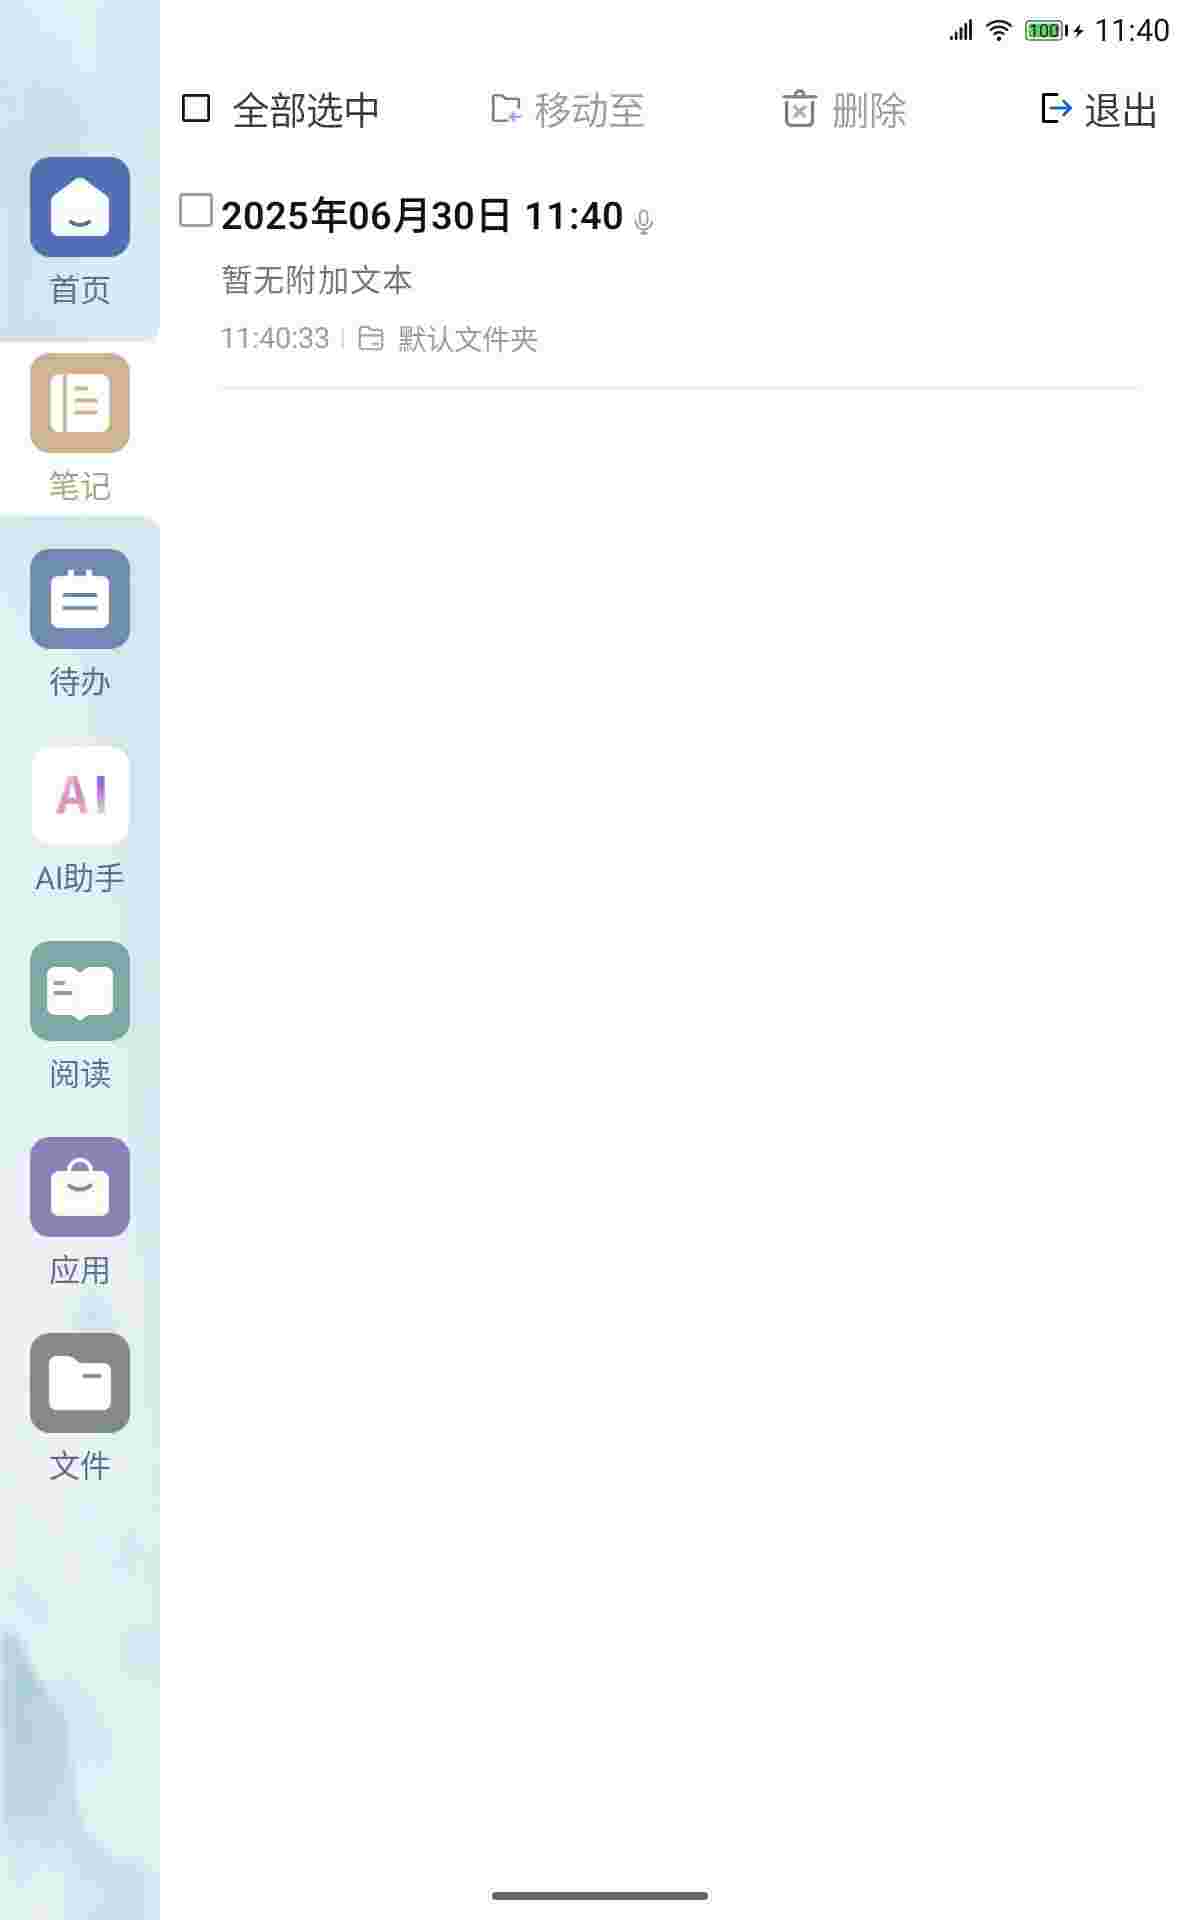 100 11:40
全部选中 移动至 删除 退出
2025年06月30日 11:40
暂无附加文本
11:40:33 默认文件夹
首页
笔记
待办
AI
AI助手
阅读
应用
文件